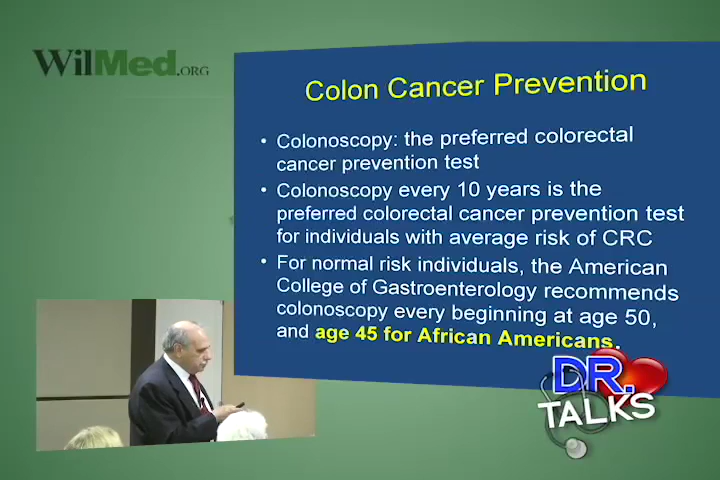 WilMed.ORG
Colon Cancer Prevention
• Colonoscopy: the preferred colorectal
cancer prevention test
• Colonoscopy every 10 years is the
preferred colorectal cancer prevention test
for individuals with average risk of CRC
• For normal risk individuals, the American
College of Gastroenterology recommends
colonoscopy every beginning at age 50,
and age 45 for African Americans.
DR.
TALKS